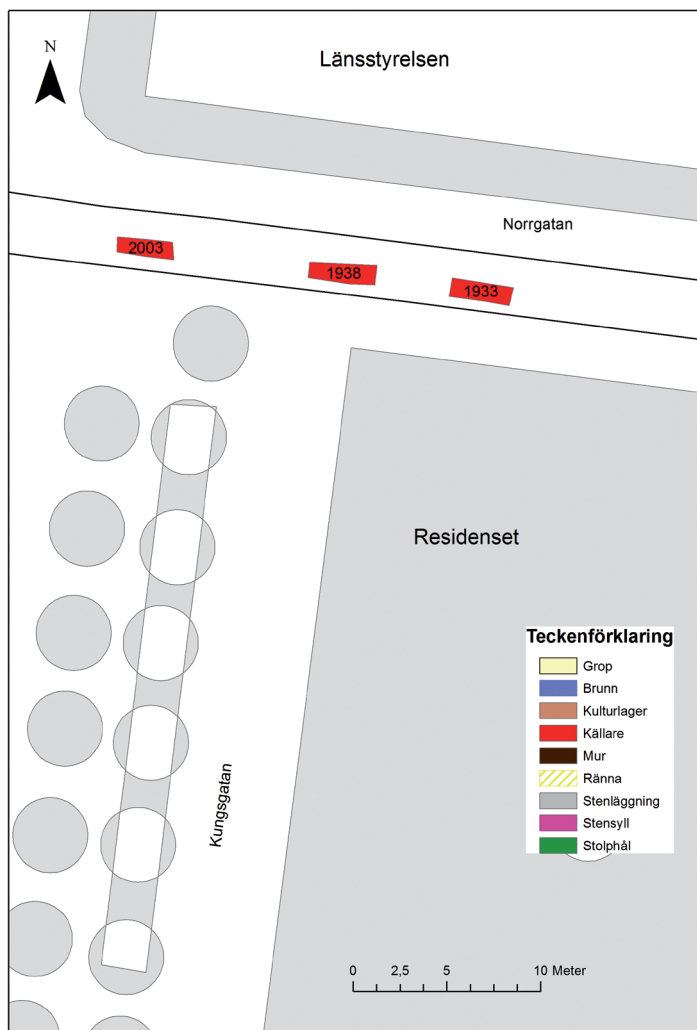 N
Länsstyrelsen
Norrgatan
2003
1938
1933
Residenset
Kungsgatan
Teckenförklaring
Grop
Brunn
Kulturlager
Källare
Mur
Ränna
Stenläggning
Stensyll
Stolphål
0 2,5 5 10 Meter